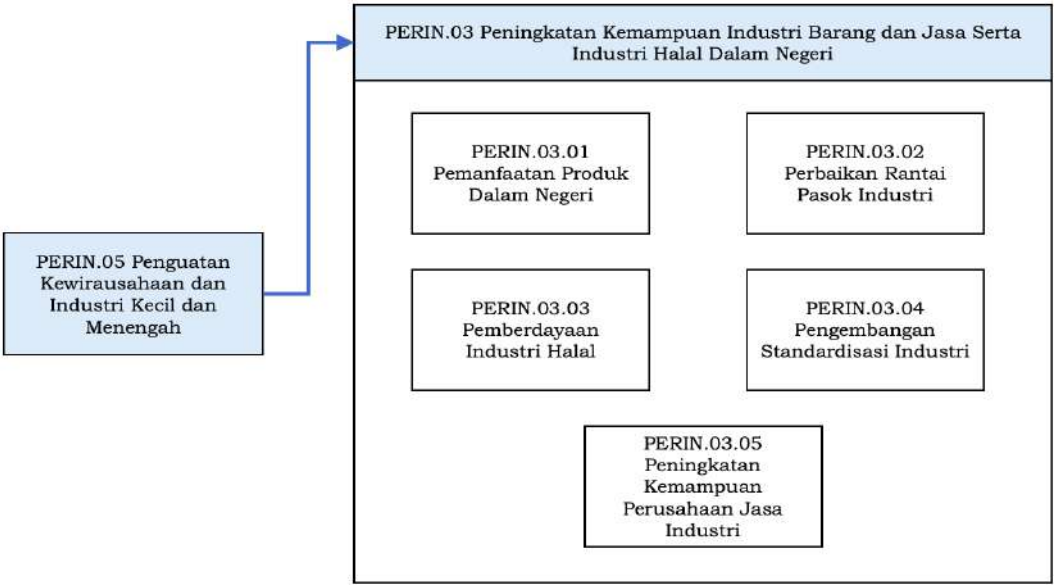 PERIN.03 Peningkatan Kemampuan Industri Barang dan Jasa Serta
Industri Halal Dalam Negeri
PERIN.03.01
Pemanfaatan Produk
Dalam Negeri
PERIN.03.02
Perbaikan Rantai
Pasok Industri
PERIN.05 Penguatan
Kewirausahaan dan
Industri Kecil dan
Menengah
PERIN.03.03
Pemberdayaan
Industri Halal
PERIN.03.04
Pengembangan
Standardisasi Industri
PERIN.03.05
Peningkatan
Kemampuan
Perusahaan Jasa
Industri